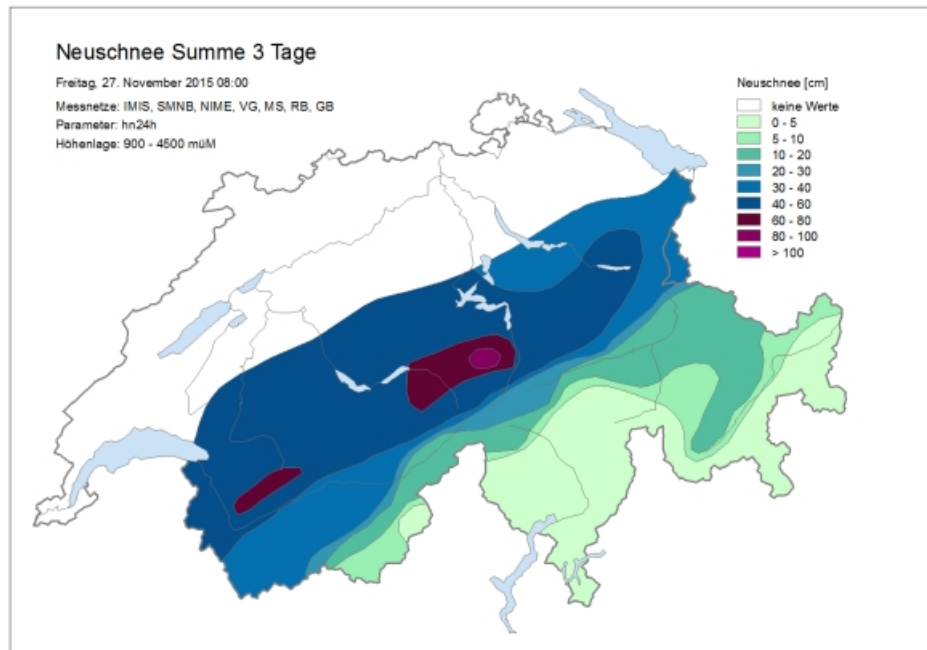 Neuschnee Summe 3 Tage
Freitag, 27. November 2015 08:00
Messnetze: IMIS, SMNB, NIME, VG, MS, RB, GB
Parameter: hn24h
Höhenlage: 900 - 4500 müM
Neuschnee [cm]
keine Werte
0 - 5
5 - 10
10 - 20
20 - 30
30 - 40
40 - 60
60 - 80
80 - 100
> 100